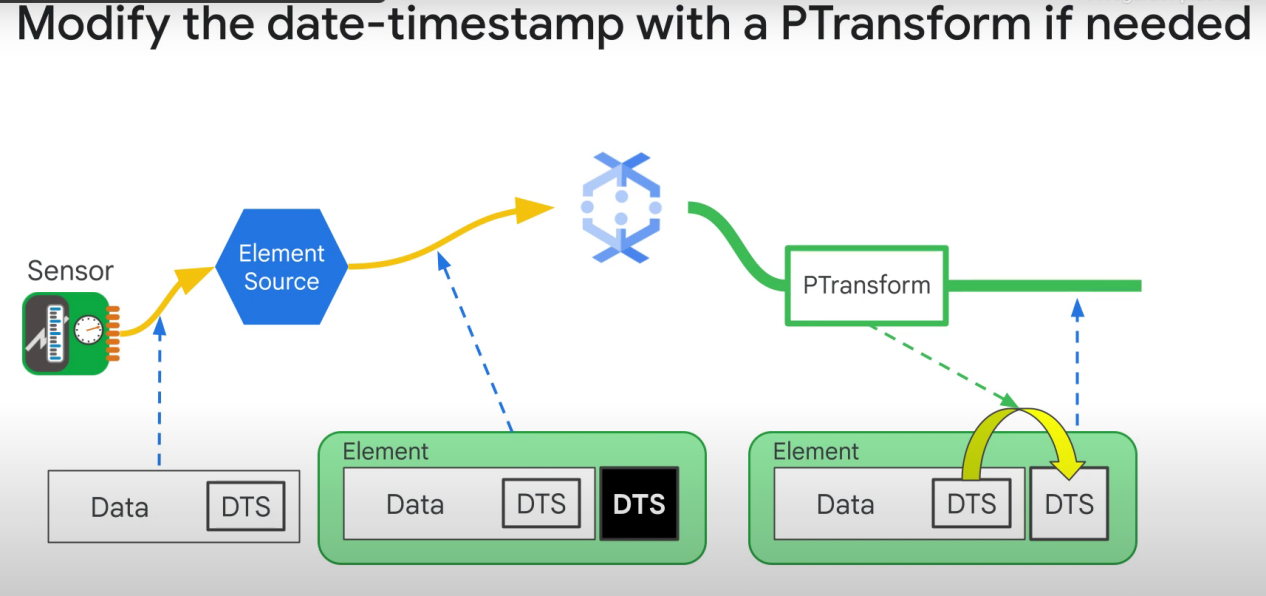 Modify the date-timestamp with a PTransform if needed
Sensor
Element
Source
PTransform
Data
DTS
Element
Data
DTS
DTS
Element
Data
DTS
DTS